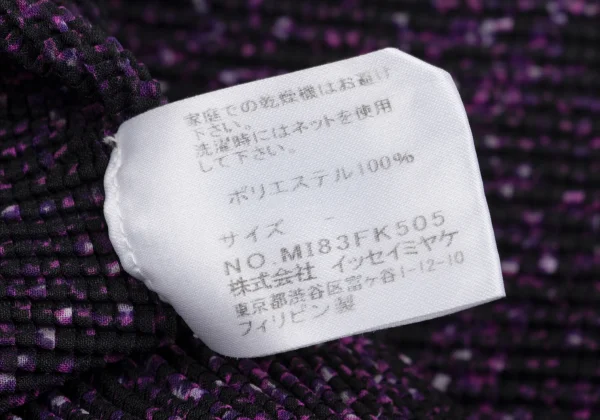 家庭での乾燥機はお避け
下さい。
洗濯時にはネットを使用
して下さい。
ポリエステル100%
サイズ -
NO.MI83FK505
株式会社 イッセイミヤケ
東京都渋谷区富ヶ谷1-12-10
フィリピン製